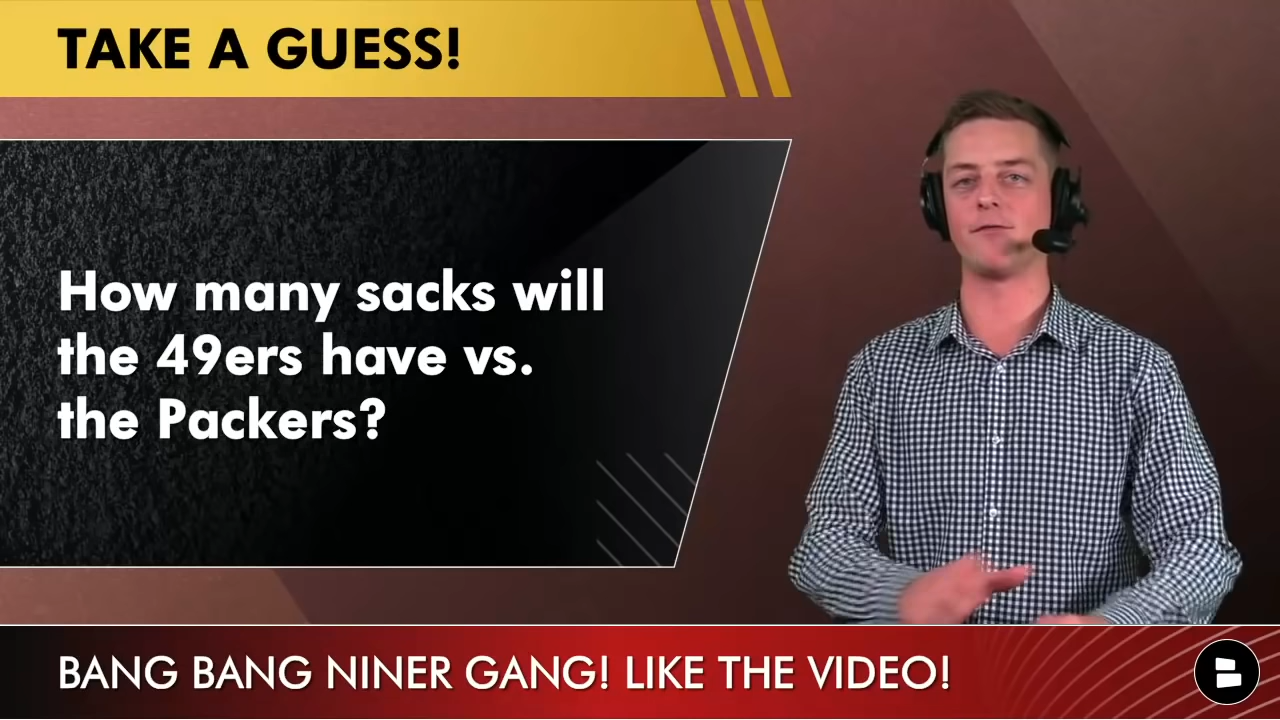 TAKE A GUESS!
How many sacks will
the 49ers have vs.
the Packers?
BANG BANG NINER GANG! LIKE THE VIDEO!